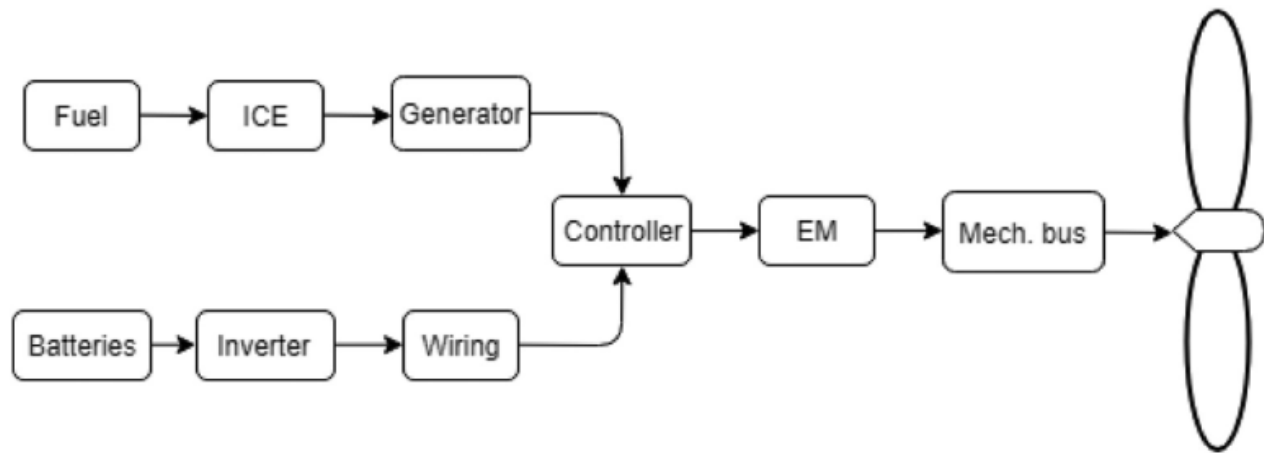 Fuel
ICE
Generator
Controller
EM
Mech. bus
Batteries
Inverter
Wiring